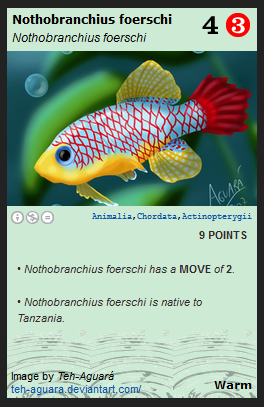 Nothobranchius foerschi
Nothobranchius foerschi
4 3
AGUARÁ
Animalia,Chordata,Actinopterygii
9 POINTS
• Nothobranchius foerschi has a MOVE of 2.
• Nothobranchius foerschi is native to
Tanzania.
Image by Teh-Aguará
teh-aguara.deviantart.com/
Warm